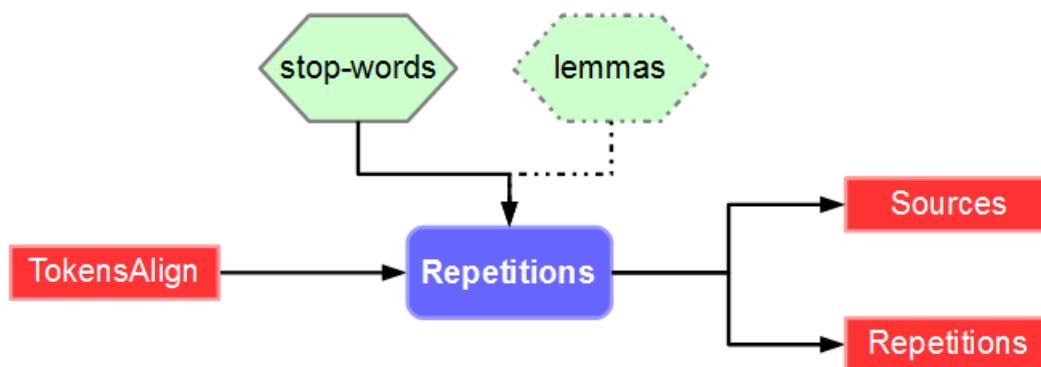 stop-words
lemmas
Sources
TokensAlign
Repetitions
Repetitions